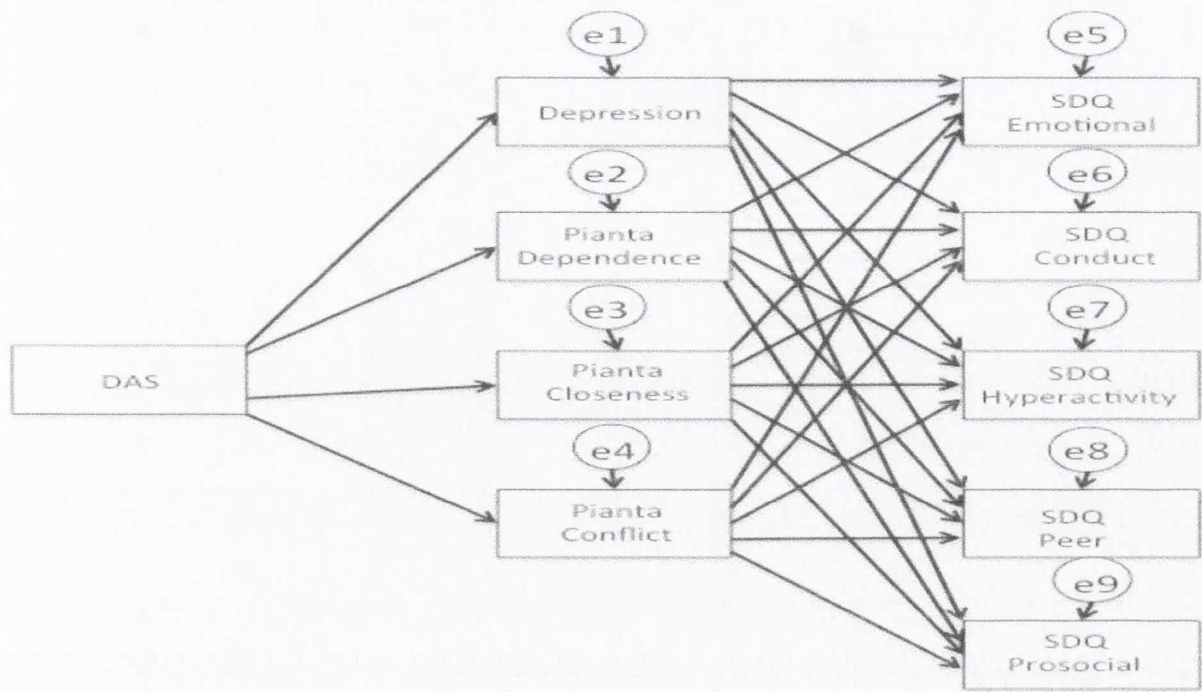 e1
Depression
e2
Pianta
Dependence
e3
Pianta
Closeness
e4
Pianta
Conflict
DAS
e5
SDQ
Emotional
e6
SDQ
Conduct
e7
SDQ
Hyperactivity
e8
SDQ
Peer
e9
SDQ
Prosocial